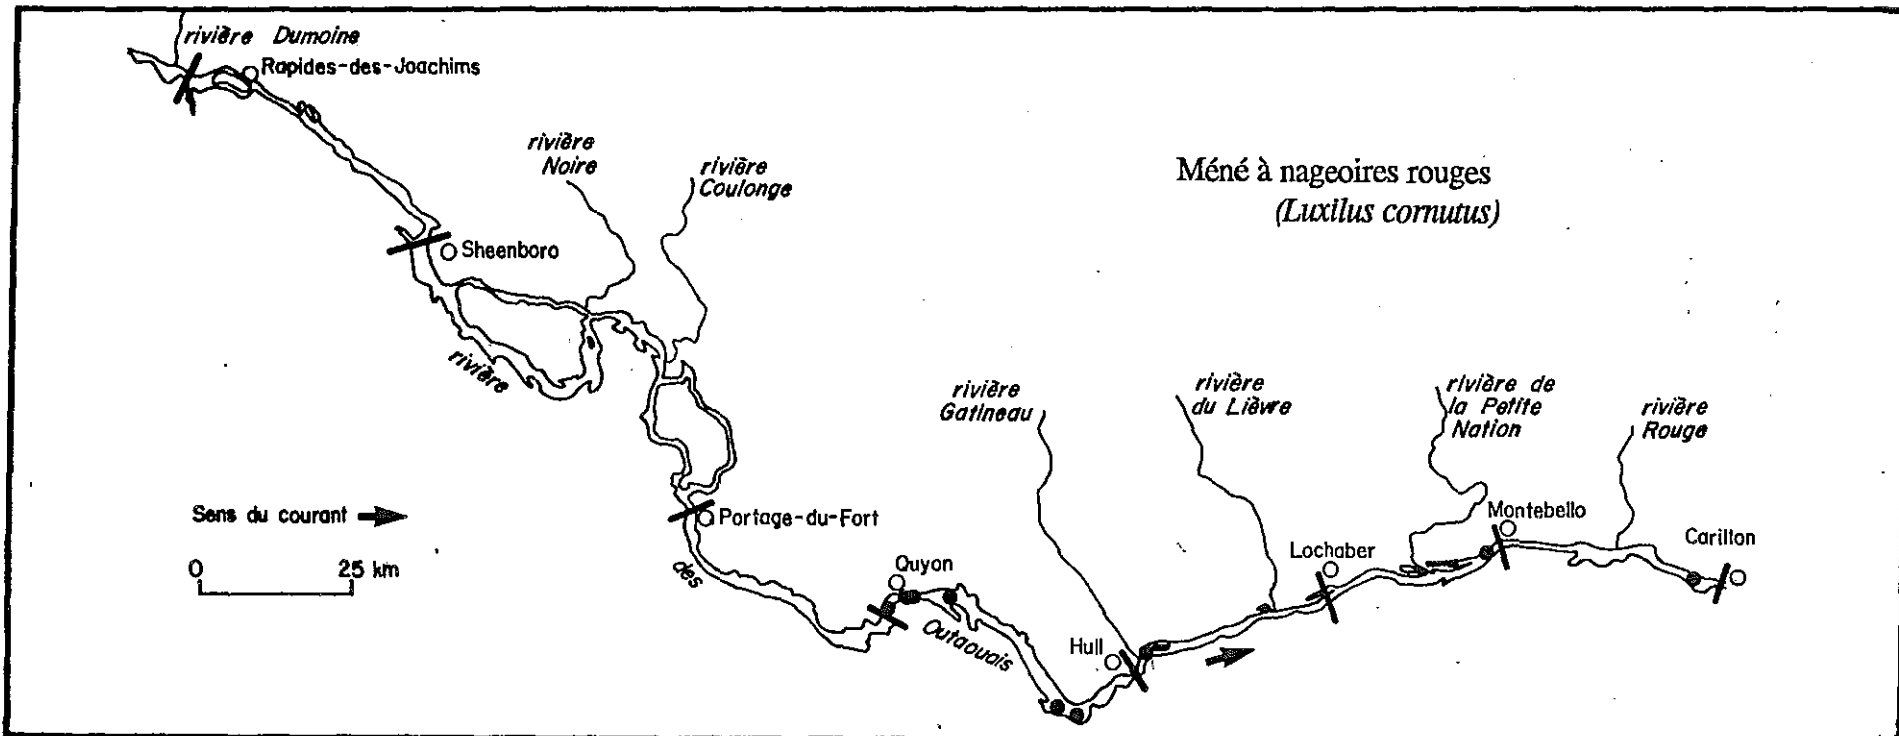 rivière Dumoine
Rapides-des-Joachims
rivière
Noire
rivière
Coulonge
Méné à nageoires rouges
(Luxilus cornutus)
Sheenboro
rivière
rivière
Gatineau
rivière
du Lièvre
rivière de
la Petite
Nation
rivière
Rouge
Sens du courant
Portage-du-Fort
Montebello
Carillon
Lochaber
0 25 km
des
Quyon
Outaouais
Hull